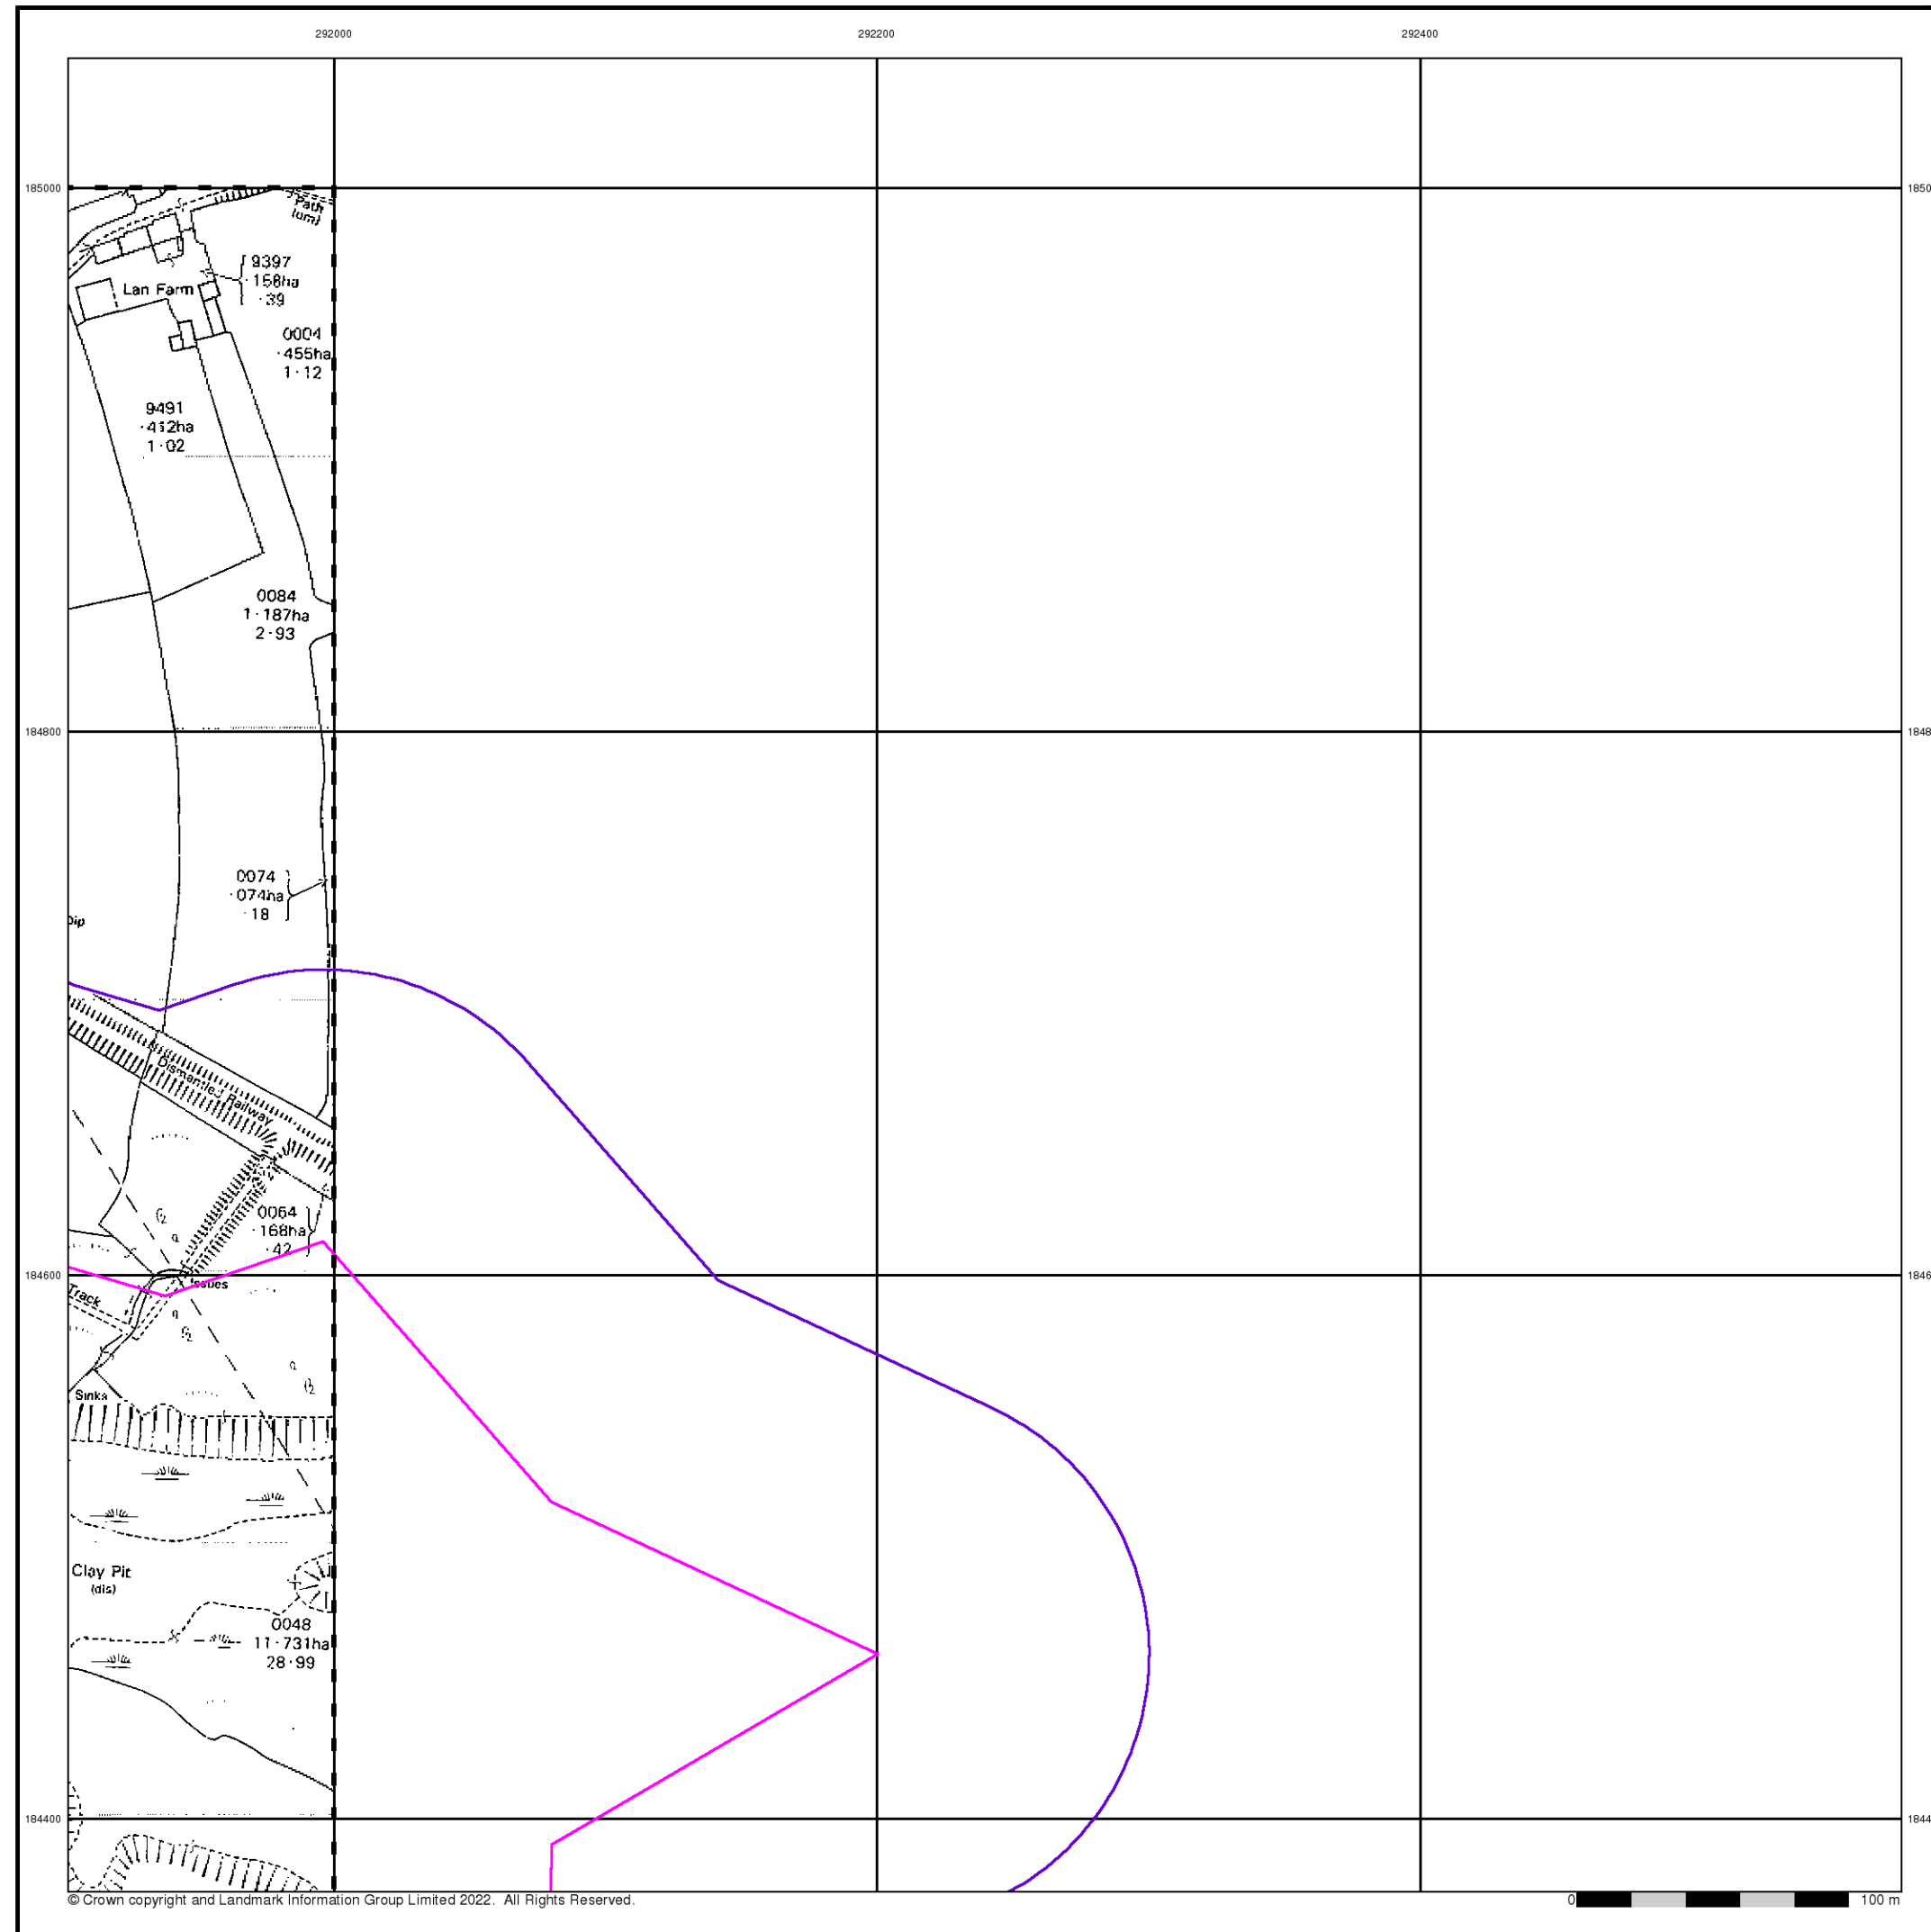 292000
292200
292400
185000
1850
Path
(um)
9397
·158ha
·39
Lan Farm
0004
·455ha
1·12
9491
·412ha
1·02
0084
1·187ha
2·93
184800
1848
0074
·074ha
·18
Dip
Dismantled Railway
0064
·168ha
·42
184600
1846
Issues
Track
Sinks
Clay Pit
(dis)
0048
11·731ha
28·99
184400
1844
© Crown copyright and Landmark Information Group Limited 2022. All Rights Reserved.
0
100 m